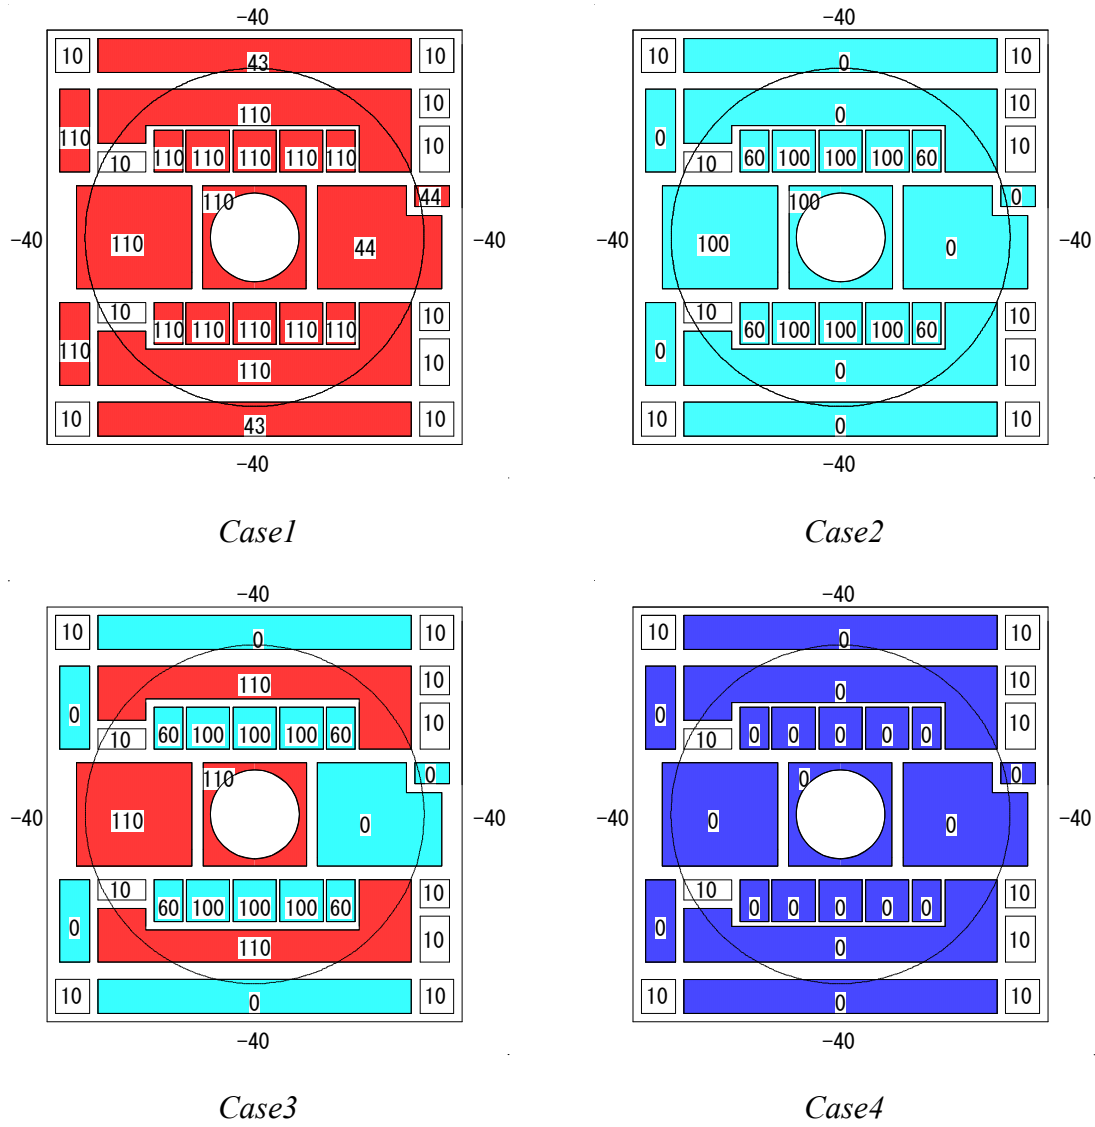 -40 -40
10 43 10 10 0 10
110 10 0 10
110 110 10 0 0 10
10 110 110 110 110 110 10 60 100 100 100 60
110 44 100 0
-40 110 44 -40 100 0 -40
10 10 10 10
110 110 110 110 110 110 10 0 60 100 100 100 60 10
110 0
10 43 10 10 0 10
-40 -40
Case1 Case2
-40 -40
10 0 10 10 0 10
110 10 0 10
0 10 0 10
10 60 100 100 100 60 10 0 0 0 0 0
110 0 0 0
-40 110 0 -40 0 0 -40
10 10 10 10
0 60 100 100 100 60 10 0 0 0 0 0 0 10
110 0
10 0 10 10 0 10
-40 -40
Case3 Case4